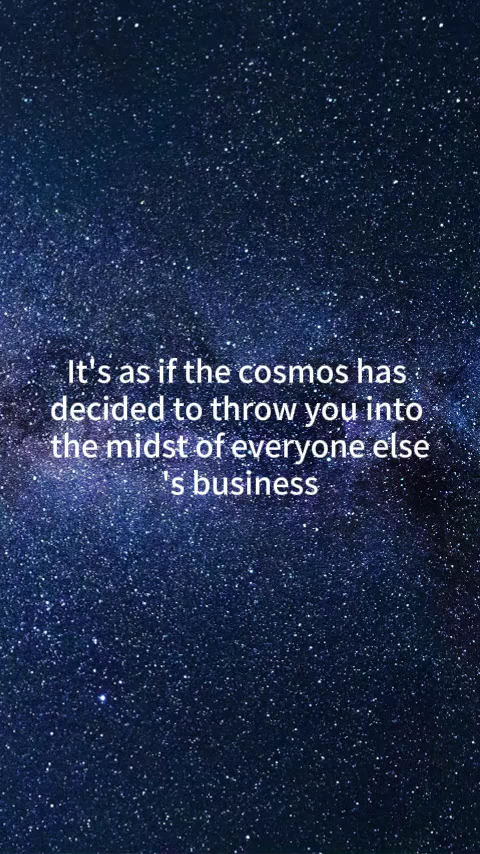 It's as if the cosmos has
decided to throw you into
the midst of everyone else
's business